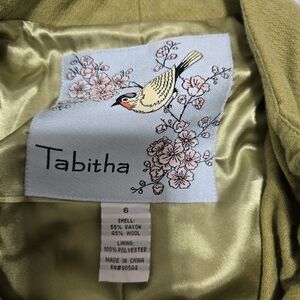 Tabitha
6
SHELL:
55% RAYON
45% WOOL
LINING:
100% POLYESTER
MADE IN CHINA